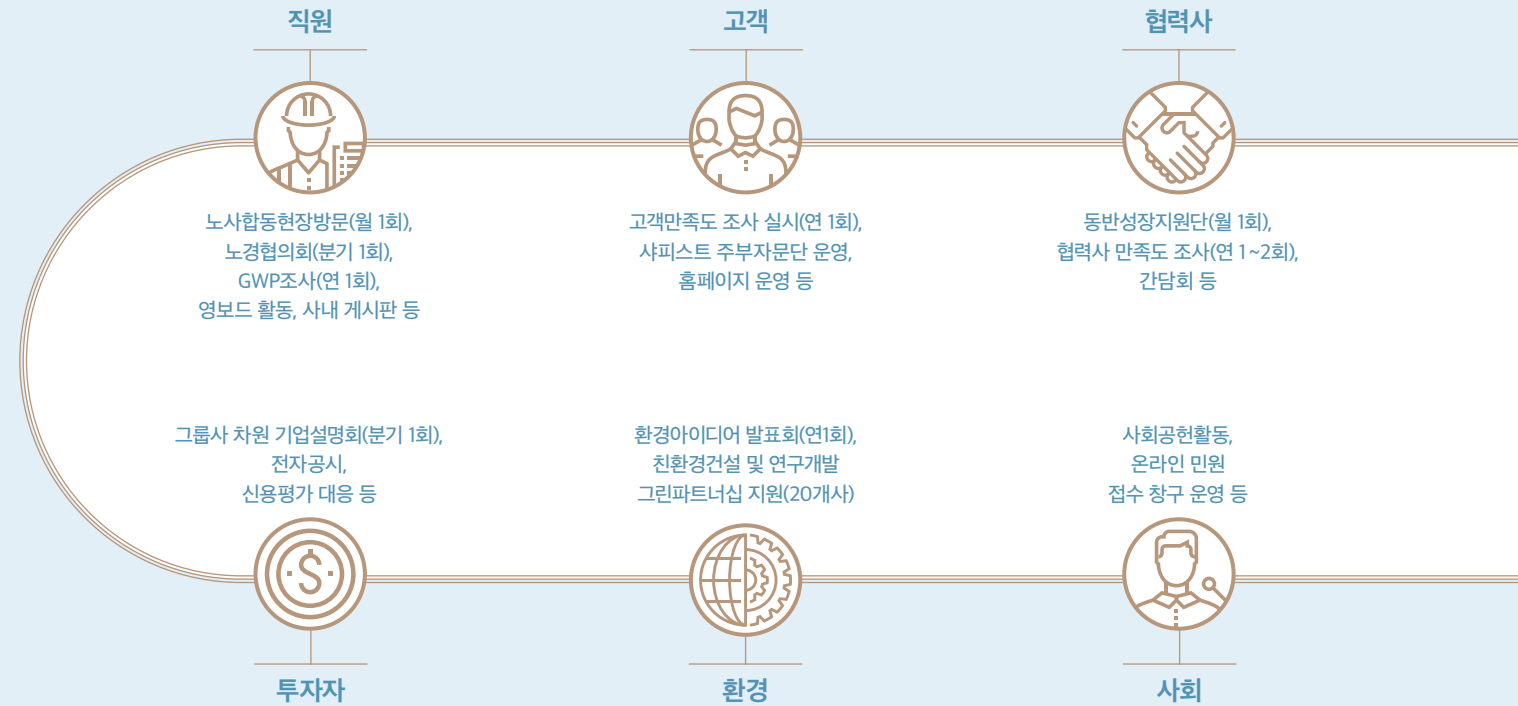 직원
노사합동현장방문(월 1회),
노경협의회(분기 1회),
GWP조사(연 1회),
영보드 활동, 사내 게시판 등
고객
고객만족도 조사 실시(연 1회),
샤피스트 주부자문단 운영,
홈페이지 운영 등
협력사
동반성장지원단(월 1회),
협력사 만족도 조사(연 1~2회),
간담회 등
그룹사 차원 기업설명회(분기 1회),
전자공시,
신용평가 대응 등
투자자
환경아이디어 발표회(연1회),
친환경건설 및 연구개발
그린파트너십 지원(20개사)
환경
사회공헌활동,
온라인 민원
접수 창구 운영 등
사회